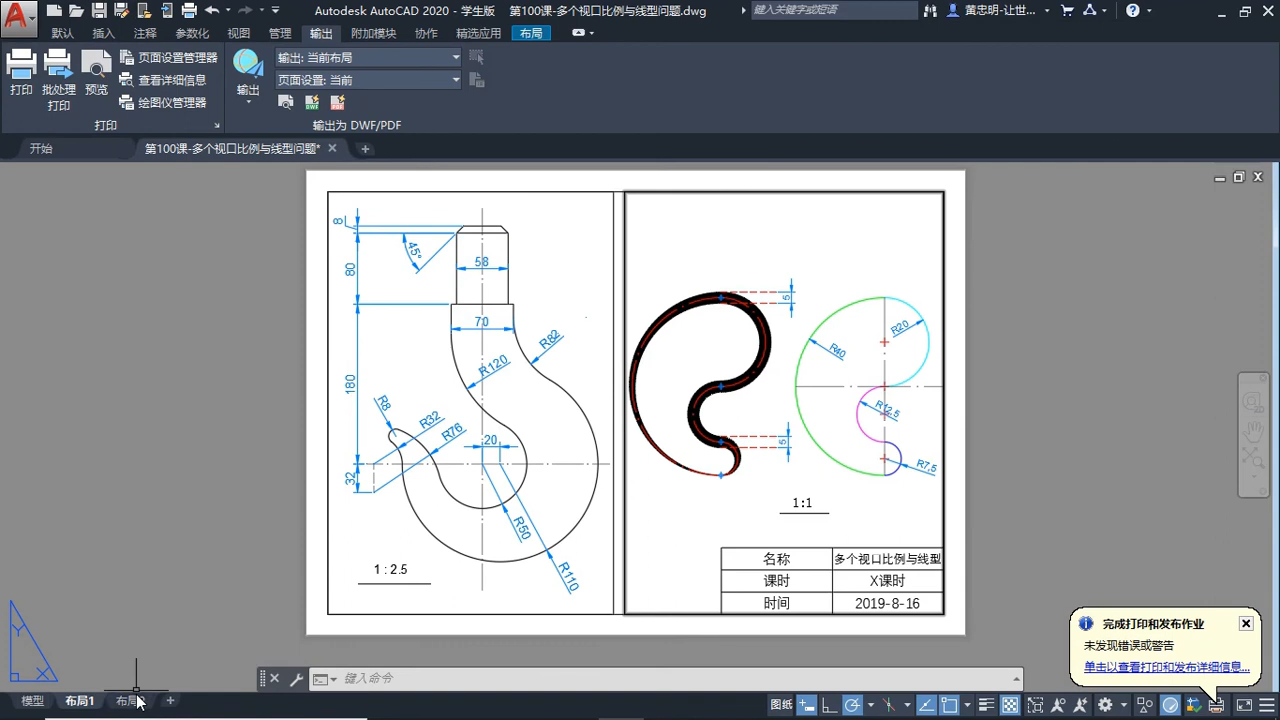 Autodesk AutoCAD 2020 - 学生版 第100课-多个视口比例与线型问题.dwg
键入关键字或短语
黄忠明-让世...
默认 插入 注释 参数化 视图 管理 输出 附加模块 协作 精选应用 布局
打印
批处理
打印
预览
页面设置管理器
查看详细信息
绘图仪管理器
打印
输出
输出: 当前布局
页面设置: 当前
输出为 DWF/PDF
开始
第100课-多个视口比例与线型问题*
8
45°
80
58
70
R82
R120
180
R8
R32
R76
20
32
R50
R110
1 : 2.5
5
5
R40
R20
R12,5
R7,5
1:1
名称 多个视口比例与线型
课时 X课时
时间 2019-8-16
完成打印和发布作业
未发现错误或警告
单击以查看打印和发布详细信息...
Y
X
键入命令
模型 布局1
图纸